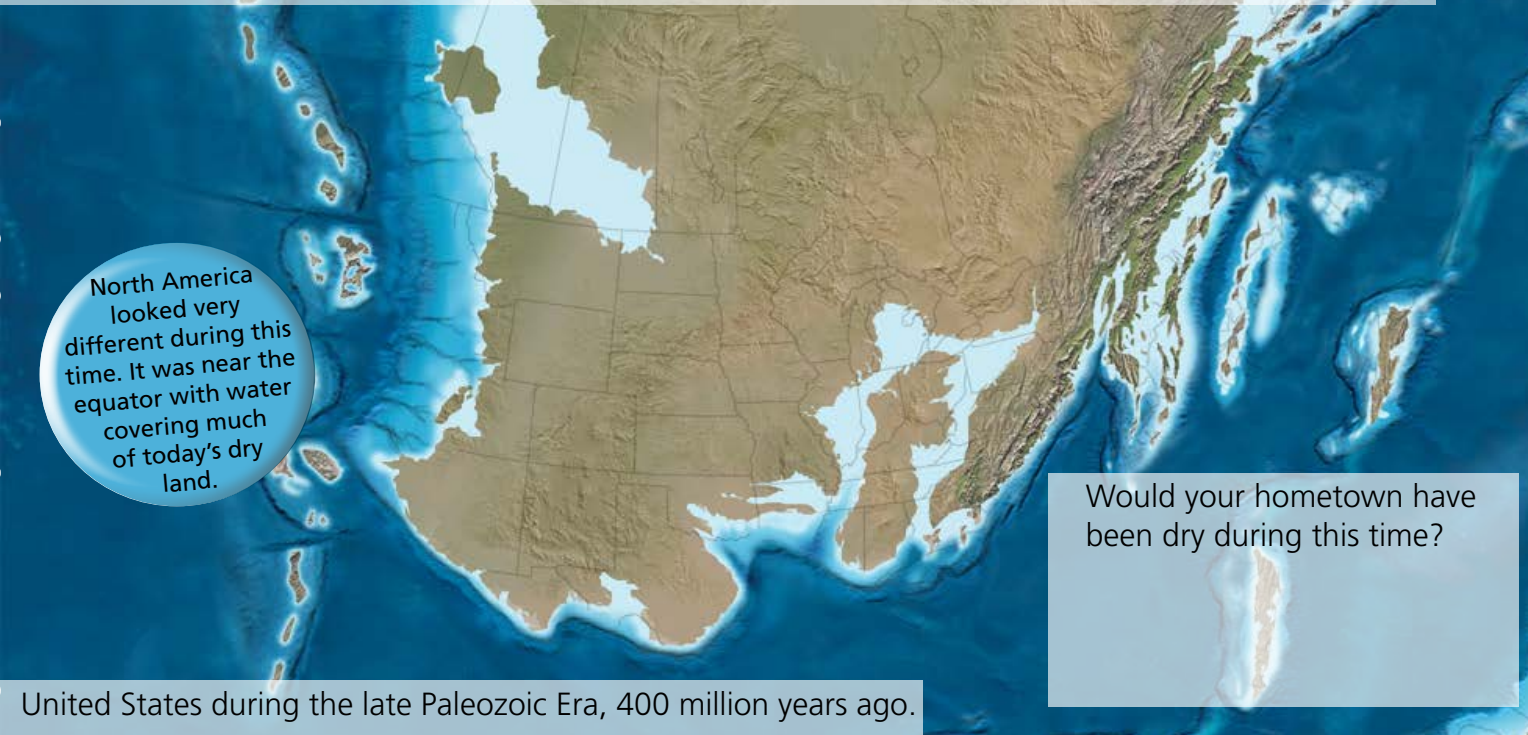 North America
looked very
different during this
time. It was near the
equator with water
covering much
of today's dry
land.
Would your hometown have
been dry during this time?
United States during the late Paleozoic Era, 400 million years ago.